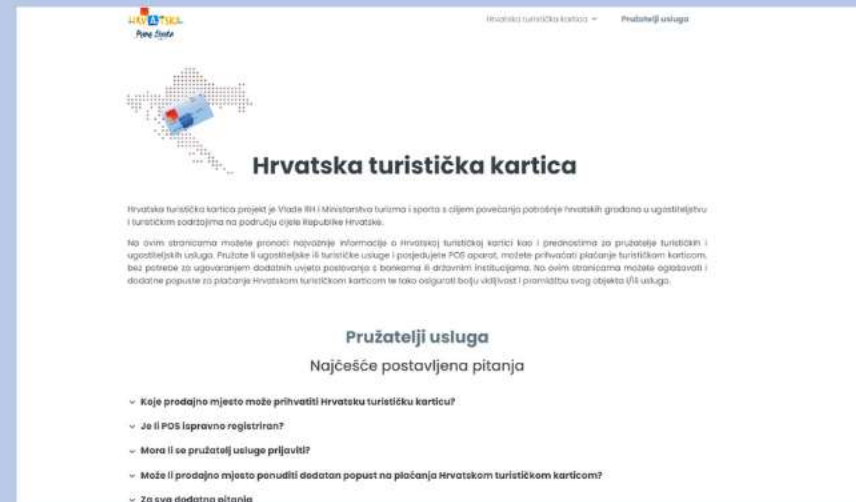 HRVATSKA
Puna života
Hrvatska turistička kartica
Pružatelji usluga
Hrvatska turistička kartica
Hrvatska turistička kartica projekt je Vlade RH i Ministarstva turizma i sporta s ciljem povećanja potrošnje hrvatskih građana u ugostiteljstvu
i turističkim sadržajima na području cijele Republike Hrvatske.
Na ovim stranicama možete pronaći najvažnije informacije o Hrvatskoj turističkoj kartici kao i prednostima za pružatelje turističkih i
ugostiteljskih usluga. Pružate li ugostiteljske ili turističke usluge i posjedujete POS aparat, možete prihvaćati plaćanje turističkom karticom,
bez potrebe za ugovaranjem dodatnih uvjeta poslovanja s bankama ili državnim institucijama. Na ovim stranicama možete oglašavati i
dodatne popuste za plaćanje Hrvatskom turističkom karticom te tako osigurati bolju vidljivost i promidžbu svog objekta i/ili usluga.
Pružatelji usluga
Najčešće postavljena pitanja
Koje prodajno mjesto može prihvatiti Hrvatsku turističku karticu?
Je li POS ispravno registriran?
Mora li se pružatelj usluge prijaviti?
Može li prodajno mjesto ponuditi dodatan popust na plaćanja Hrvatskom turističkom karticom?
Za sva dodatna pitanja